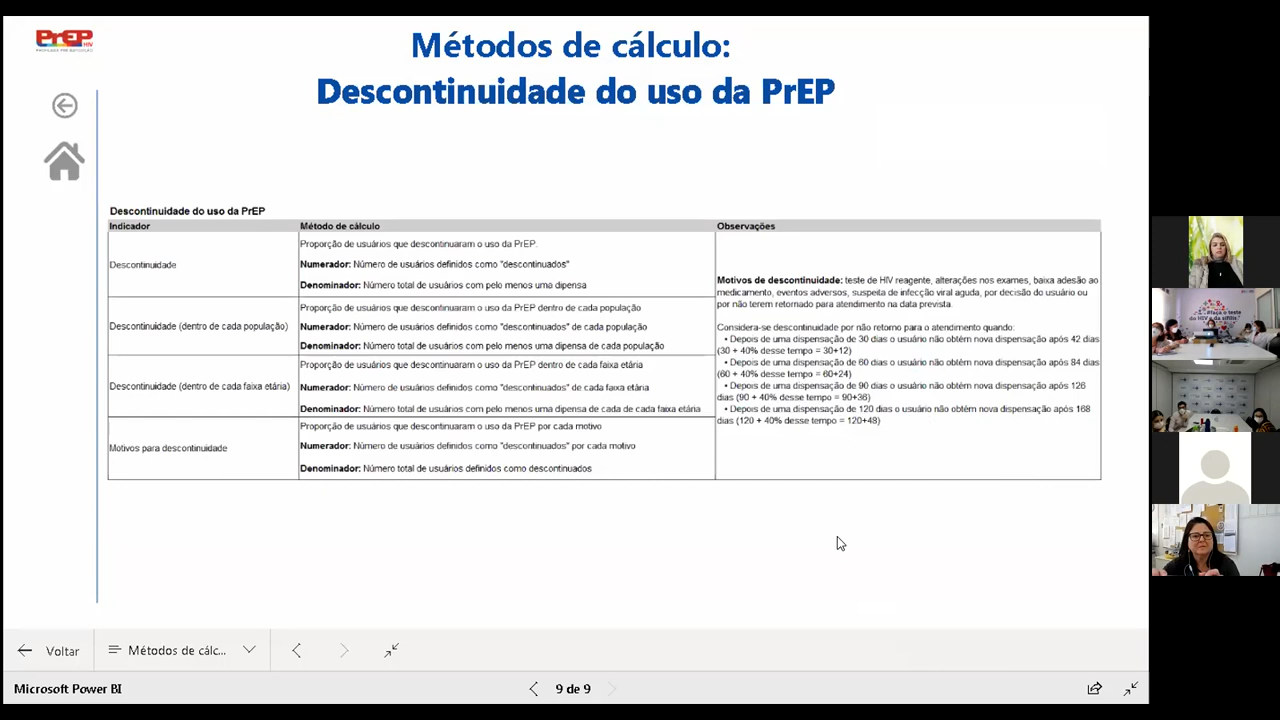 PrEP HIV
Métodos de cálculo:
Descontinuidade do uso da PrEP
Descontinuidade do uso da PrEP
Indicador
Método de cálculo
Observações
Descontinuidade
Proporção de usuários que descontinuaram o uso da PrEP.
Numerador: Número de usuários definidos como "descontinuados"
Denominador: Número total de usuários com pelo menos uma dipensa
Descontinuidade (dentro de cada população)
Proporção de usuários que descontinuaram o uso da PrEP dentro de cada população
Numerador: Número de usuários definidos como "descontinuados" de cada população
Denominador: Número total de usuários com pelo menos uma dipensa de cada população
Descontinuidade (dentro de cada faixa etária)
Proporção de usuários que descontinuaram o uso da PrEP dentro de cada faixa etária
Numerador: Número de usuários definidos como "descontinuados" de cada faixa etária
Denominador: Número total de usuários com pelo menos uma dipensa de cada de cada faixa etária
Motivos para descontinuidade
Proporção de usuários que descontinuaram o uso da PrEP por cada motivo
Numerador: Número de usuários definidos como "descontinuados" por cada motivo
Denominador: Número total de usuários definidos como descontinuados
Motivos de descontinuidade: teste de HIV reagente, alterações nos exames, baixa adesão ao
medicamento, eventos adversos, suspeita de infecção viral aguda, por decisão do usuário ou
por não terem retornado para atendimento na data prevista.
Considera-se descontinuidade por não retorno para o atendimento quando:
• Depois de uma dispensação de 30 dias o usuário não obtém nova dispensação após 42 dias
(30 + 40% desse tempo = 30+12)
• Depois de uma dispensação de 60 dias o usuário não obtém nova dispensação após 84 dias
(60 + 40% desse tempo = 60+24)
• Depois de uma dispensação de 90 dias o usuário não obtém nova dispensação após 126
dias (90 + 40% desse tempo = 90+36)
• Depois de uma dispensação de 120 dias o usuário não obtém nova dispensação após 168
dias (120 + 40% desse tempo = 120+48)
Voltar
Métodos de cálc...
Microsoft Power BI
9 de 9
#Faça o teste
do HIV e da sífilis